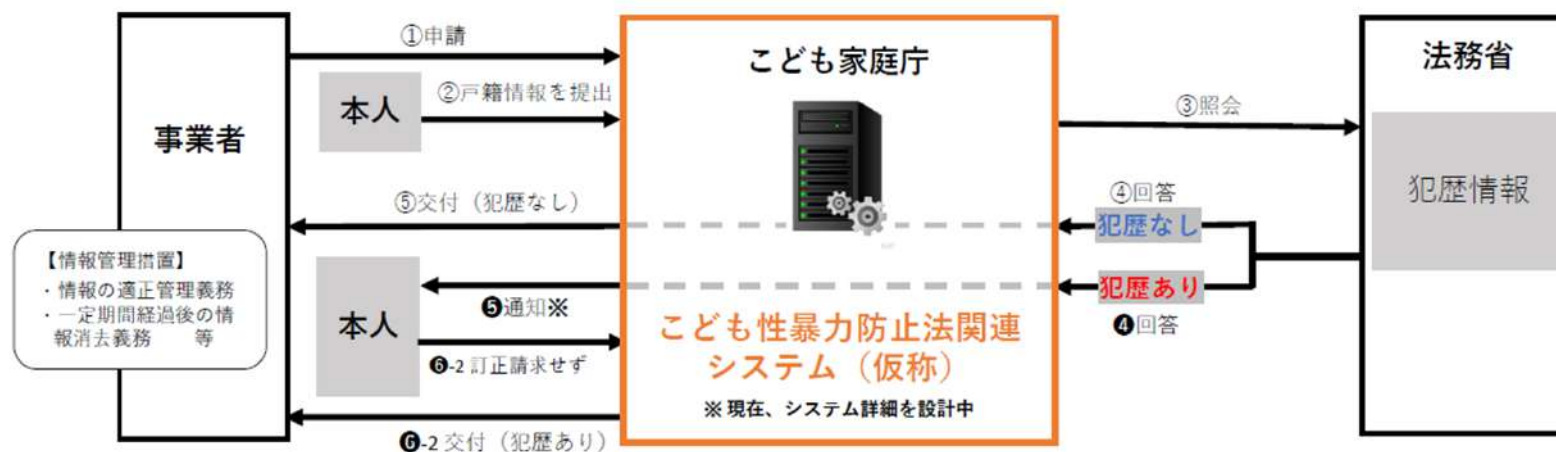 事業者
①申請
本人
②戸籍情報を提出
こども家庭庁
③照会
法務省
犯歴情報
④回答
犯歴なし
犯歴あり
❹回答
⑤交付（犯歴なし）
【情報管理措置】
・情報の適正管理義務
・一定期間経過後の情
報消去義務　　等
本人
❺通知※
❻-2 訂正請求せず
❻-2 交付（犯歴あり）
こども性暴力防止法関連
システム（仮称）
※ 現在、システム詳細を設計中